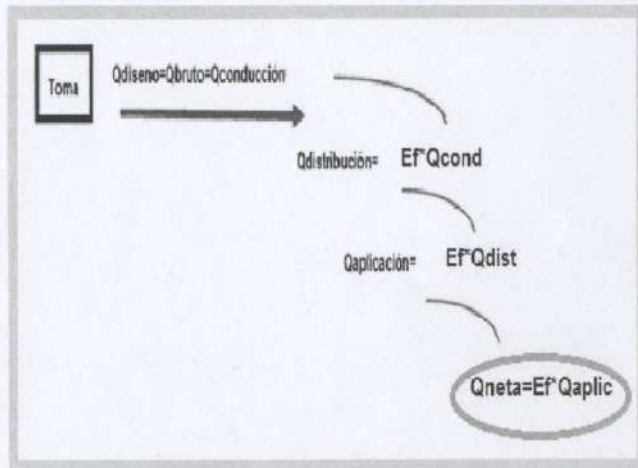 Toma
Qdiseno=Qbruto=Qconducción
Qdistribución= Ef*Qcond
Qaplicación= Ef*Qdist
Qneta=Ef*Qaplic